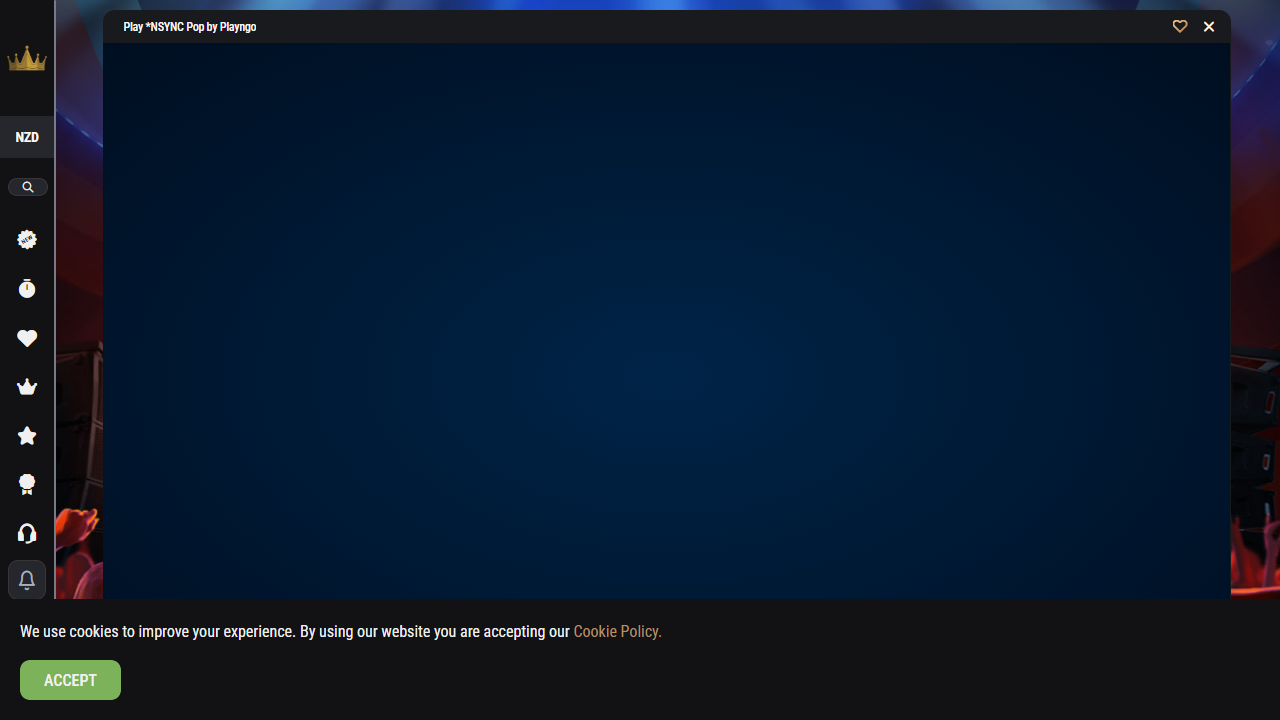 Play *NSYNC Pop by Playngo
NZD
NEW
We use cookies to improve your experience. By using our website you are accepting our Cookie Policy.
ACCEPT